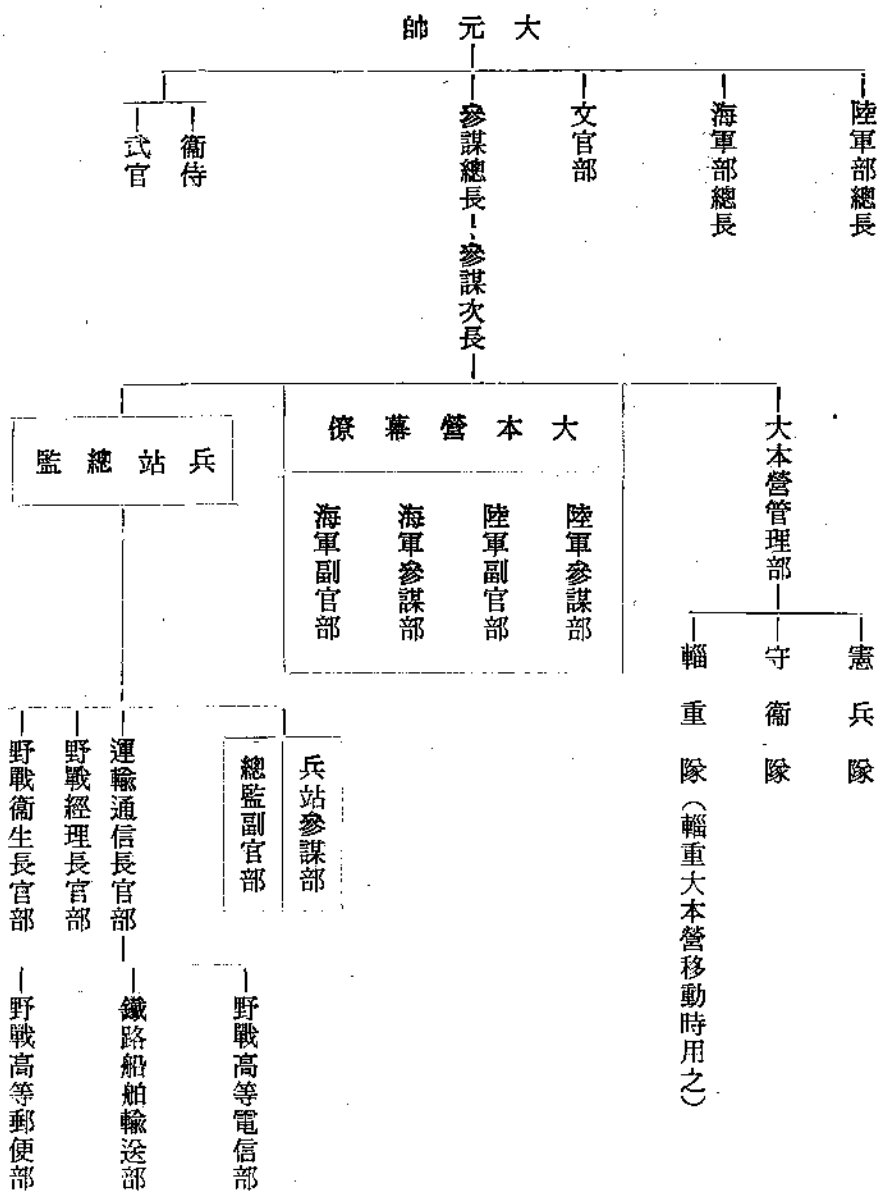 大元帥
陸軍部總長
海軍部總長
文官部
參謀總長、參謀次長
衞侍
武官
大本營管理部
憲兵隊
守衞隊
輜重隊（輜重大本營移動時用之）
大本營幕僚
陸軍參謀部
陸軍副官部
海軍參謀部
海軍副官部
兵站總監
兵站參謀部
總監副官部
運輸通信長官部
野戰經理長官部
野戰衞生長官部
野戰高等電信部
鐵路船舶輸送部
野戰高等郵便部